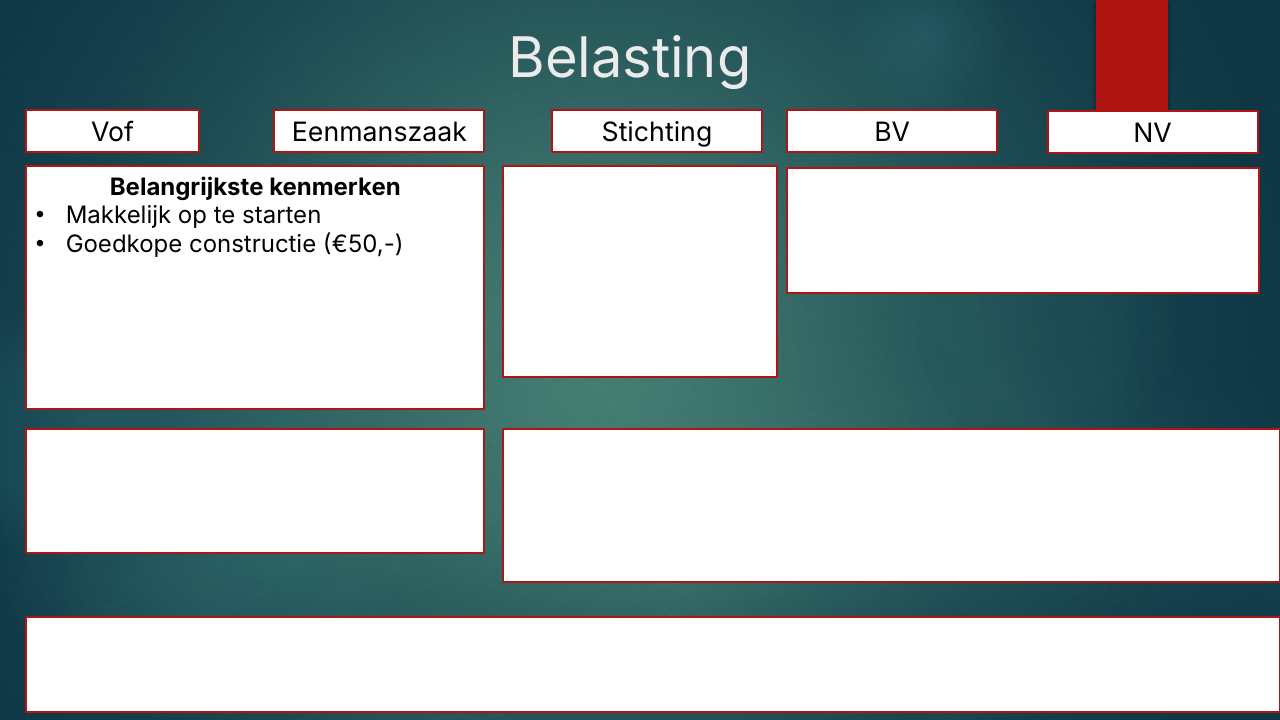 Belasting
Vof
Eenmanszaak
Stichting
BV
NV
Belangrijkste kenmerken
• Makkelijk op te starten
• Goedkope constructie (€50,-)